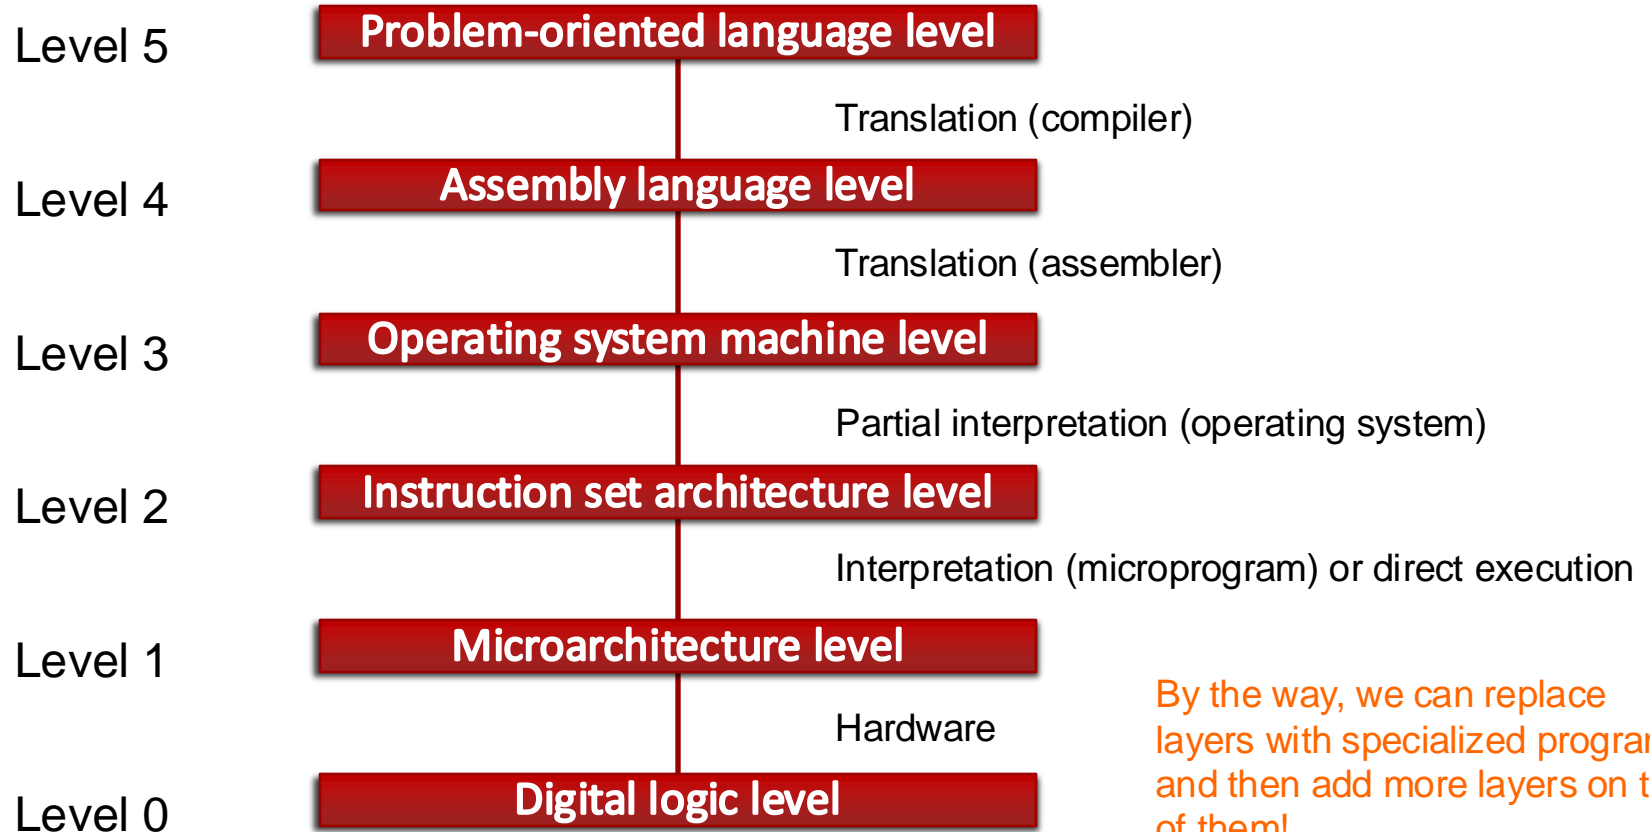 Level 5
Problem-oriented language level
Translation (compiler)
Level 4
Assembly language level
Translation (assembler)
Level 3
Operating system machine level
Partial interpretation (operating system)
Level 2
Instruction set architecture level
Interpretation (microprogram) or direct execution
Level 1
Microarchitecture level
Hardware
Level 0
Digital logic level
By the way, we can replace
layers with specialized
and then add more layers on
of them!